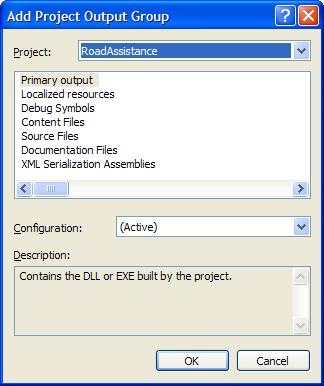 Add Project Output Group
Project: RoadAssistance
Primary output
Localized resources
Debug Symbols
Content Files
Source Files
Documentation Files
XML Serialization Assemblies
Configuration: (Active)
Description:
Contains the DLL or EXE built by the project.
OK Cancel